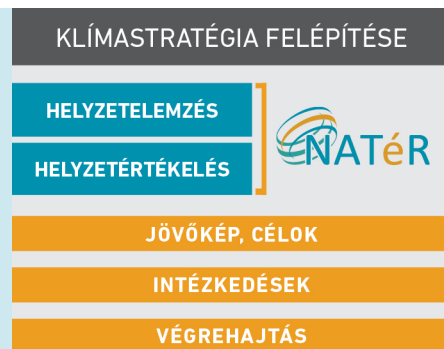 KLÍMASTRATÉGIA FELÉPÍTÉSE
HELYZETELEMZÉS
HELYZETÉRTÉKELÉS
NATéR
JÖVŐKÉP, CÉLOK
INTÉZKEDÉSEK
VÉGREHAJTÁS